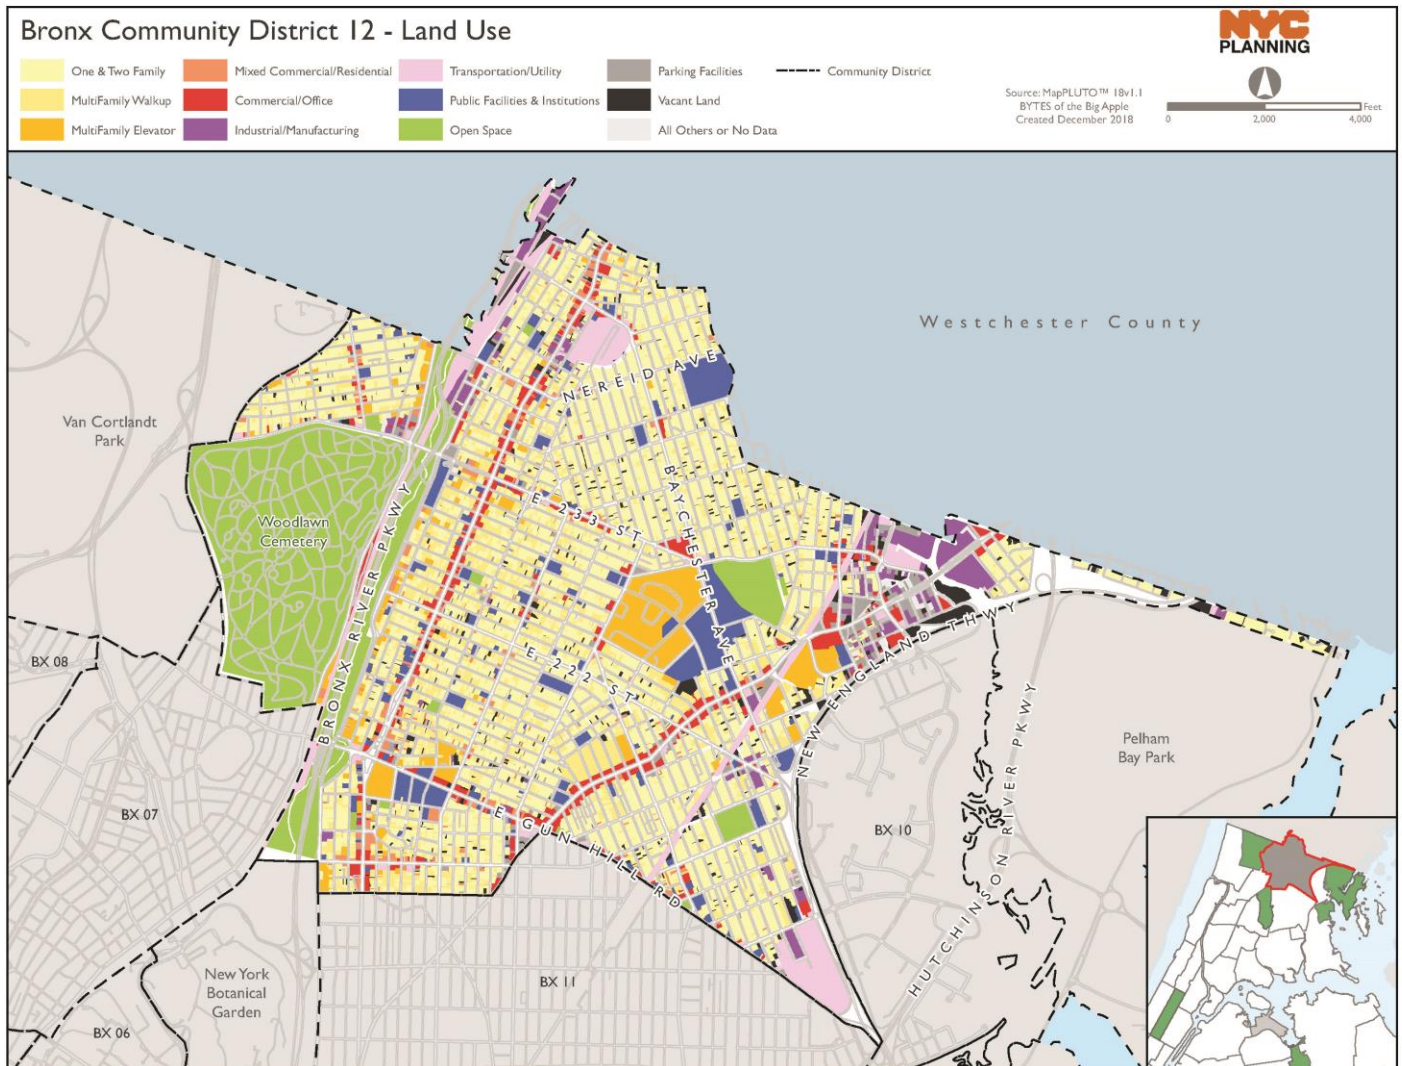 Bronx Community District 12 - Land Use
NYC
PLANNING
One & Two Family
Mixed Commercial/Residential
Transportation/Utility
Parking Facilities
Community District
MultiFamily Walkup
Commercial/Office
Public Facilities & Institutions
Vacant Land
MultiFamily Elevator
Industrial/Manufacturing
Open Space
All Others or No Data
Source: MapPLUTO™ 18v1.1
BYTES of the Big Apple
Created December 2018
Feet
0 2,000 4,000
Westchester County
Van Cortlandt
Park
NEREID AVE
Woodlawn
Cemetery
BRONX RIVER PKWY
E 233 ST
BAYCHESTER AVE
E 222 ST
NEW ENGLAND THWY
HUTCHINSON RIVER PKWY
E GUN HILL RD
Pelham
Bay Park
BX 08
BX 07
BX 10
BX 11
New York
Botanical
Garden
BX 06